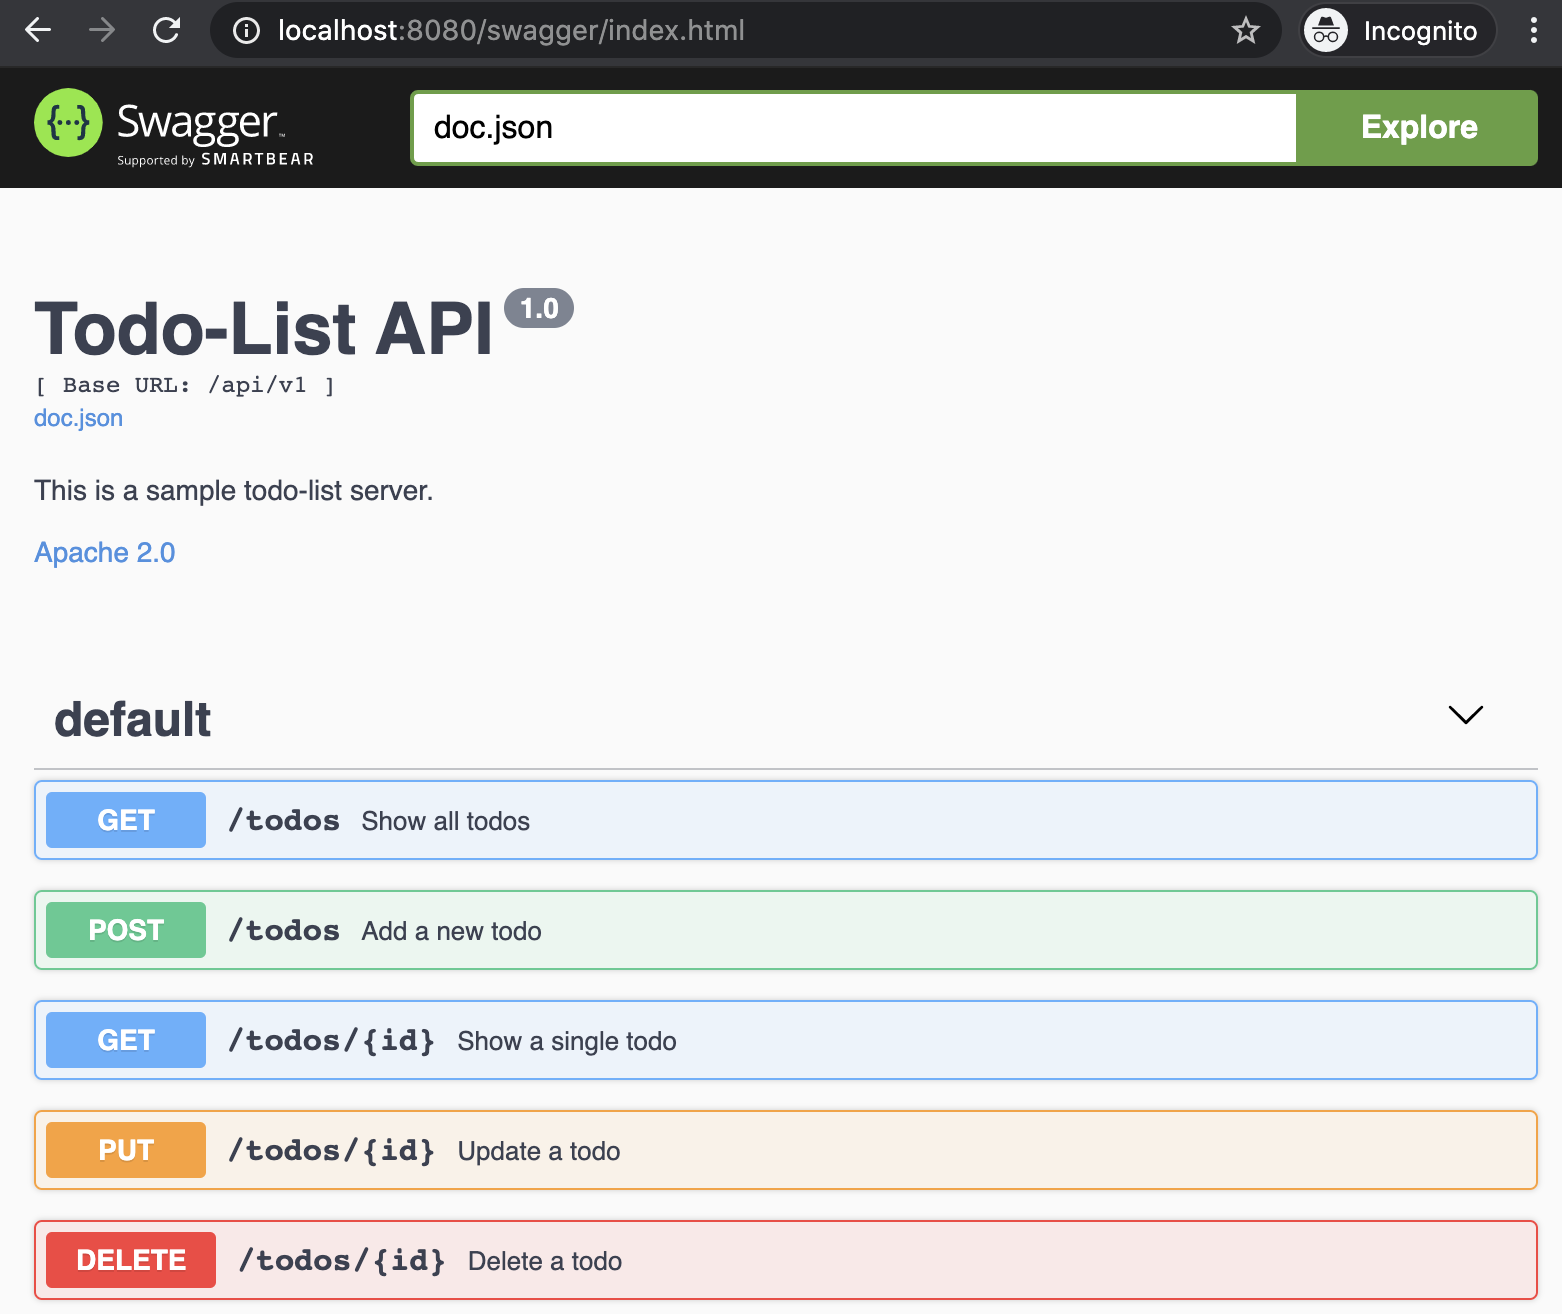 localhost:8080/swagger/index.html Incognito
{···} Swagger™ doc.json Explore
Supported by SMARTBEAR
Todo-List API 1.0
[ Base URL: /api/v1 ]
doc.json
This is a sample todo-list server.
Apache 2.0
default
GET /todos Show all todos
POST /todos Add a new todo
GET /todos/{id} Show a single todo
PUT /todos/{id} Update a todo
DELETE /todos/{id} Delete a todo